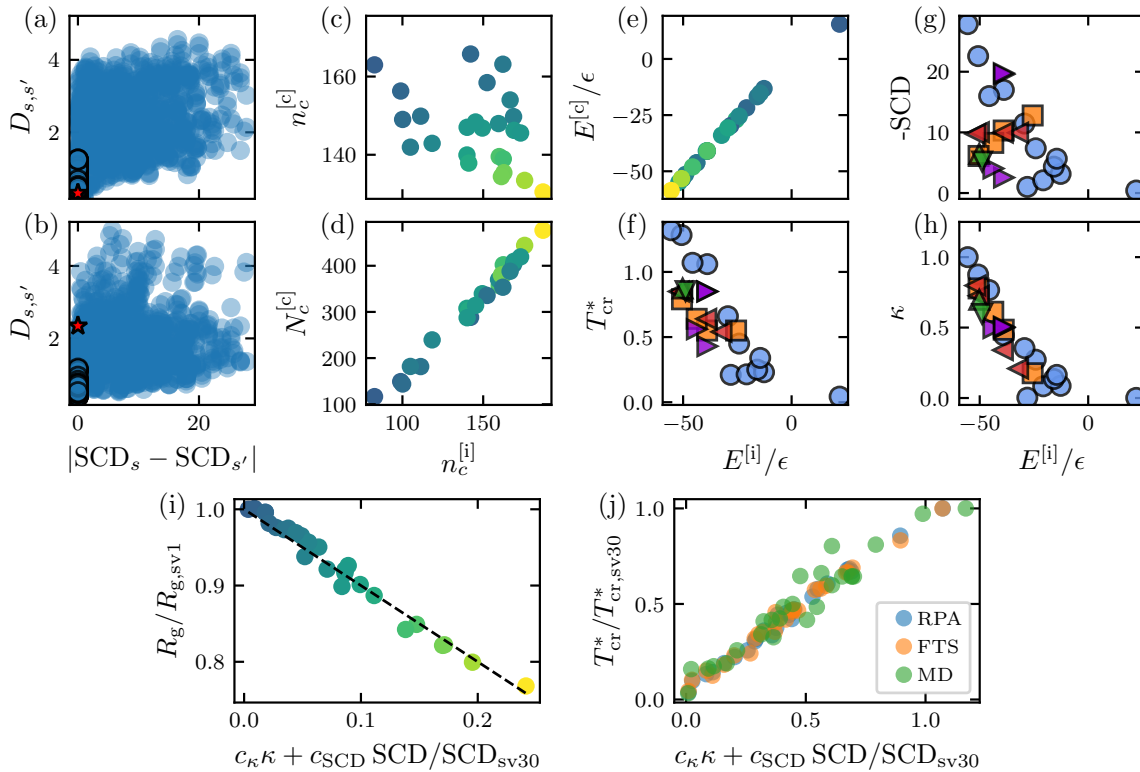 (a)
D_{s,s'}
4
2
(b)
D_{s,s'}
4
2
0
0
20
|SCD_s − SCD_{s'}|
(c)
n_c^{[c]}
160
140
(d)
N_c^{[c]}
400
300
200
100
100
150
n_c^{[i]}
(e)
E^{[c]}/ϵ
0
−25
−50
(f)
T*_cr
1.0
0.5
0.0
−50
0
E^{[i]}/ϵ
(g)
-SCD
20
10
0
(h)
κ
1.0
0.5
0.0
−50
0
E^{[i]}/ϵ
(i)
R_g/R_{g,sv1}
1.0
0.9
0.8
0.0
0.1
0.2
c_κκ + c_SCD SCD/SCD_sv30
(j)
T*_cr/T*_{cr,sv30}
1.0
0.5
0.0
0.0
0.5
1.0
c_κκ + c_SCD SCD/SCD_sv30
RPA
FTS
MD